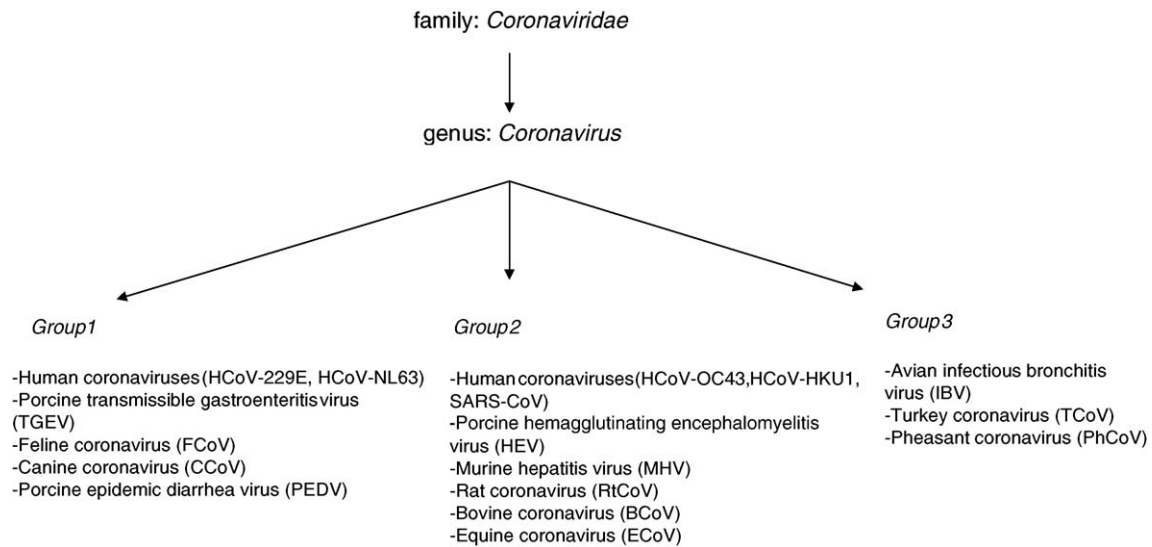 family: Coronaviridae
genus: Coronavirus
Group1
-Human coronaviruses(HCoV-229E, HCoV-NL63)
-Porcine transmissible gastroenteritisvirus
(TGEV)
-Feline coronavirus (FCoV)
-Canine coronavirus (CCoV)
-Porcine epidemic diarrhea virus (PEDV)
Group2
-Human coronaviruses(HCoV-OC43,HCoV-HKU1,
SARS-CoV)
-Porcine hemagglutinating encephalomyelitis
virus (HEV)
-Murine hepatitis virus (MHV)
-Rat coronavirus (RtCoV)
-Bovine coronavirus (BCoV)
-Equine coronavirus (ECoV)
Group3
-Avian infectious bronchitis
virus (IBV)
-Turkey coronavirus (TCoV)
-Pheasant coronavirus (PhCoV)